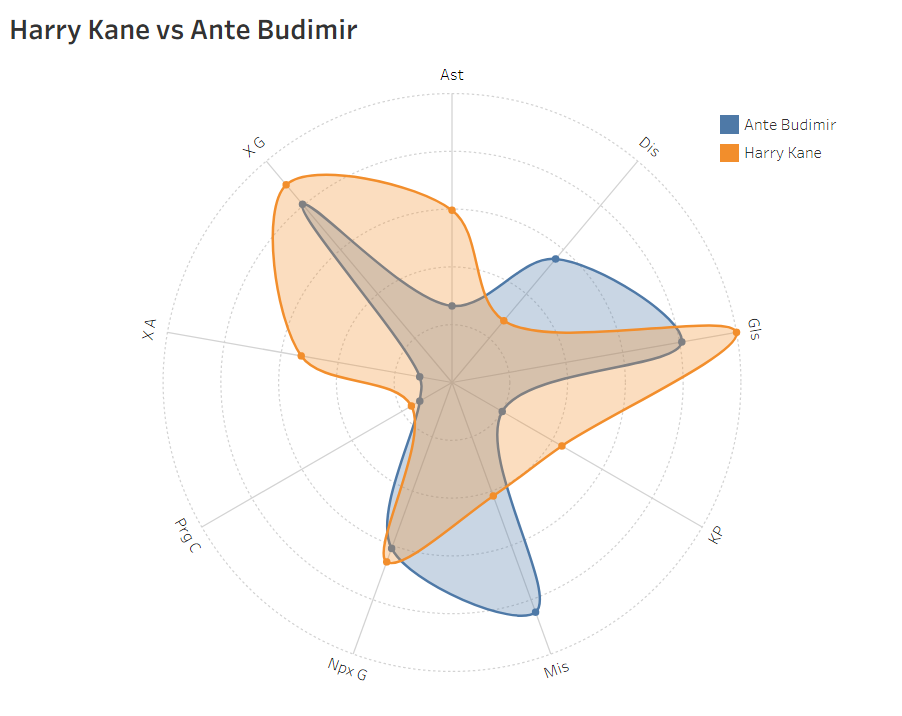 Harry Kane vs Ante Budimir
Ast
Dis
Gls
KP
Mis
Npx G
Prg C
X A
X G
Ante Budimir
Harry Kane